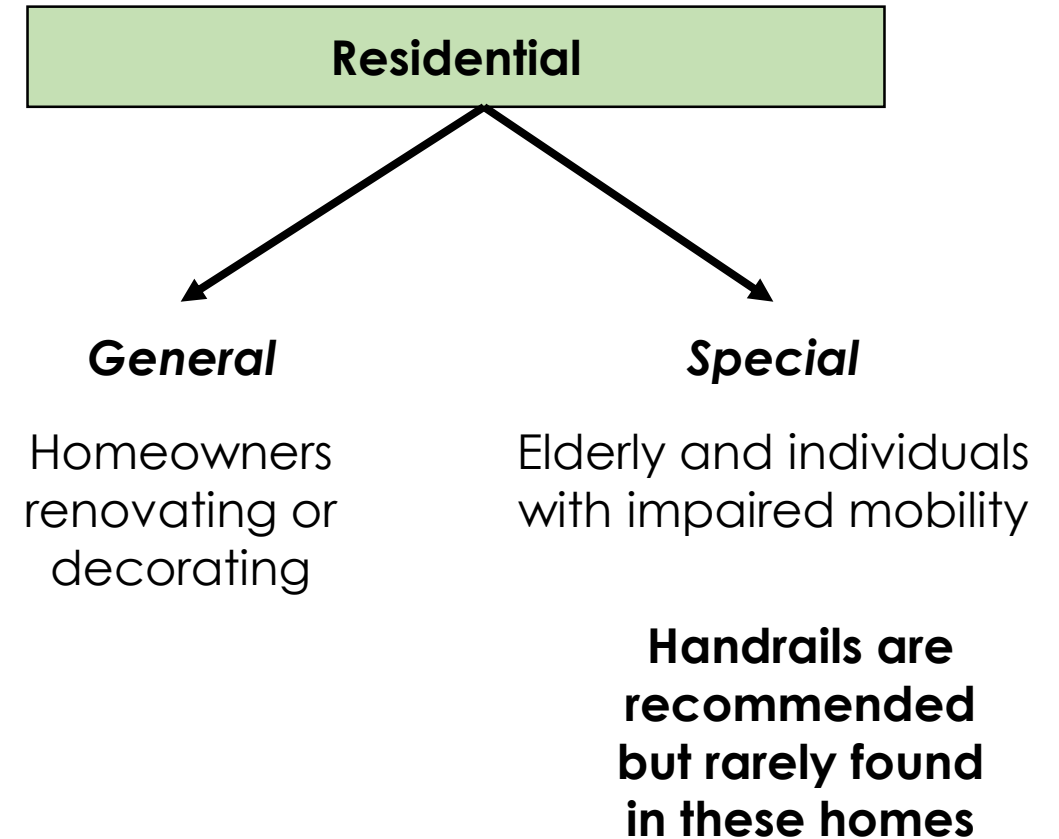 Residential
General
Homeowners
renovating or
decorating
Special
Elderly and individuals
with impaired mobility
Handrails are
recommended
but rarely found
in these homes